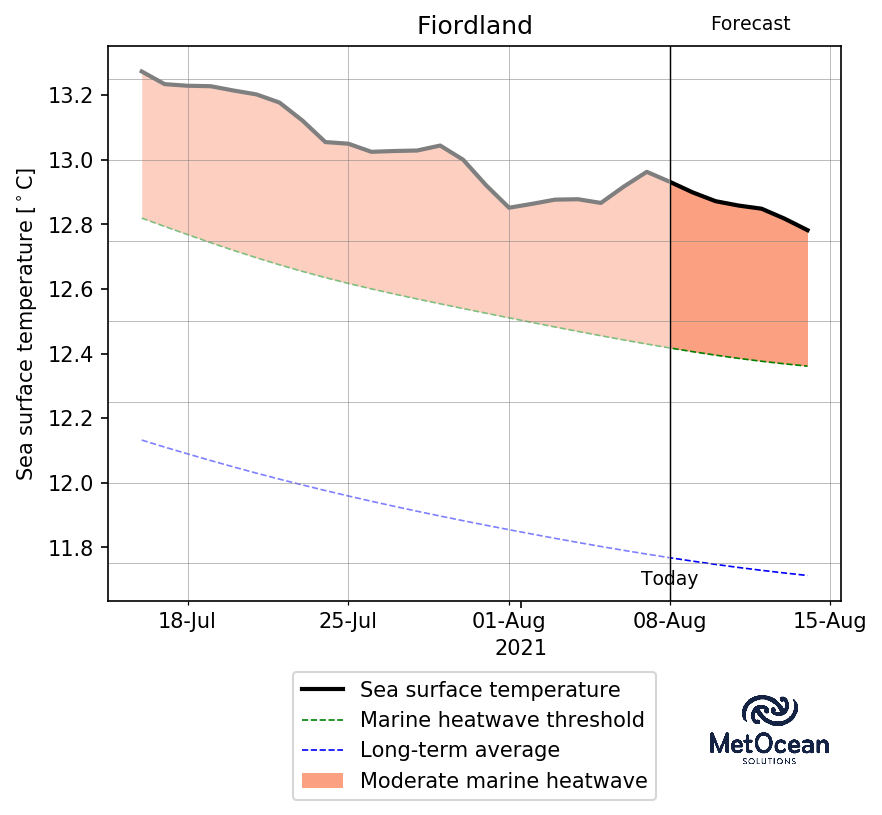 Fiordland
Forecast
Sea surface temperature [ ° C]
13.2
13.0
12.8
12.6
12.4
12.2
12.0
11.8
Today
18-Jul
25-Jul
01-Aug
08-Aug
15-Aug
2021
Sea surface temperature
Marine heatwave threshold
Long-term average
Moderate marine heatwave
MetOcean
SOLUTIONS